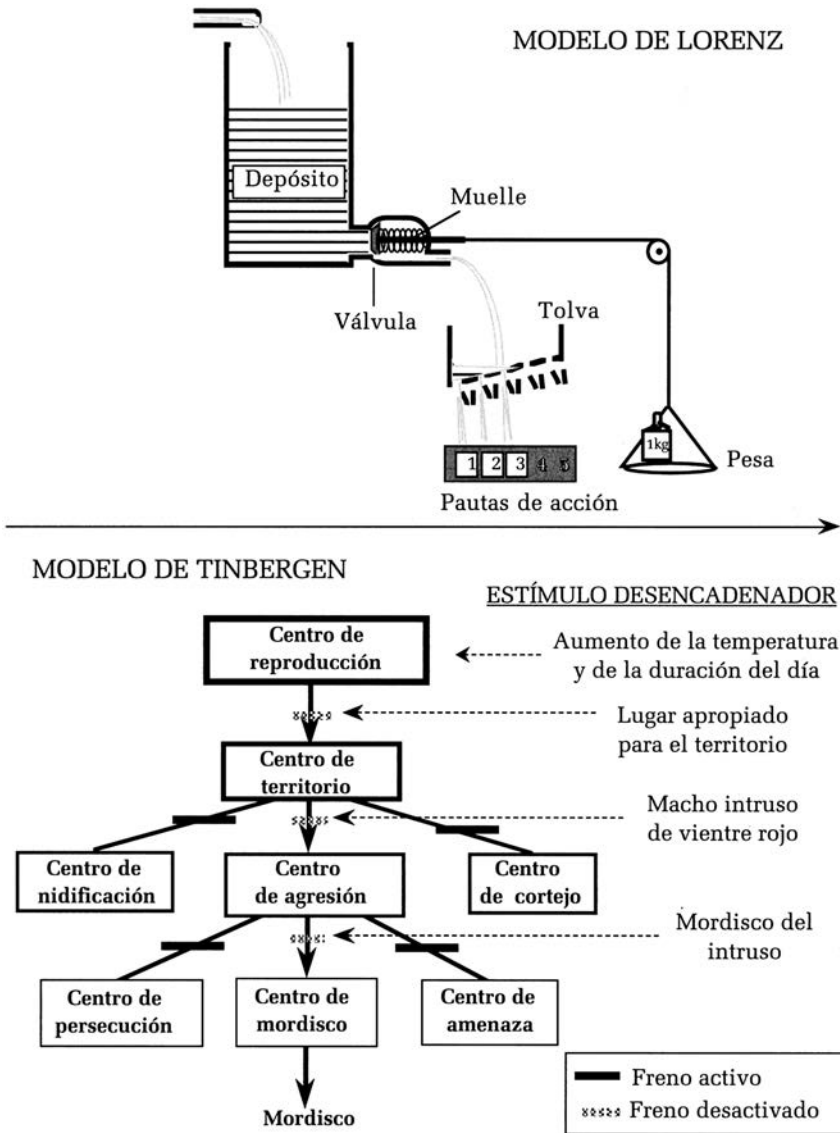 MODELO DE LORENZ
Depósito
Muelle
Válvula
Tolva
1kg
Pesa
1 2 3 4 5
Pautas de acción
MODELO DE TINBERGEN
ESTÍMULO DESENCADENADOR
Centro de
reproducción
Aumento de la temperatura
y de la duración del día
Lugar apropiado
para el territorio
Centro de
territorio
Macho intruso
de vientre rojo
Centro de
nidificación
Centro
de agresión
Centro
de cortejo
Mordisco del
intruso
Centro de
persecución
Centro de
mordisco
Centro de
amenaza
Mordisco
Freno activo
Freno desactivado